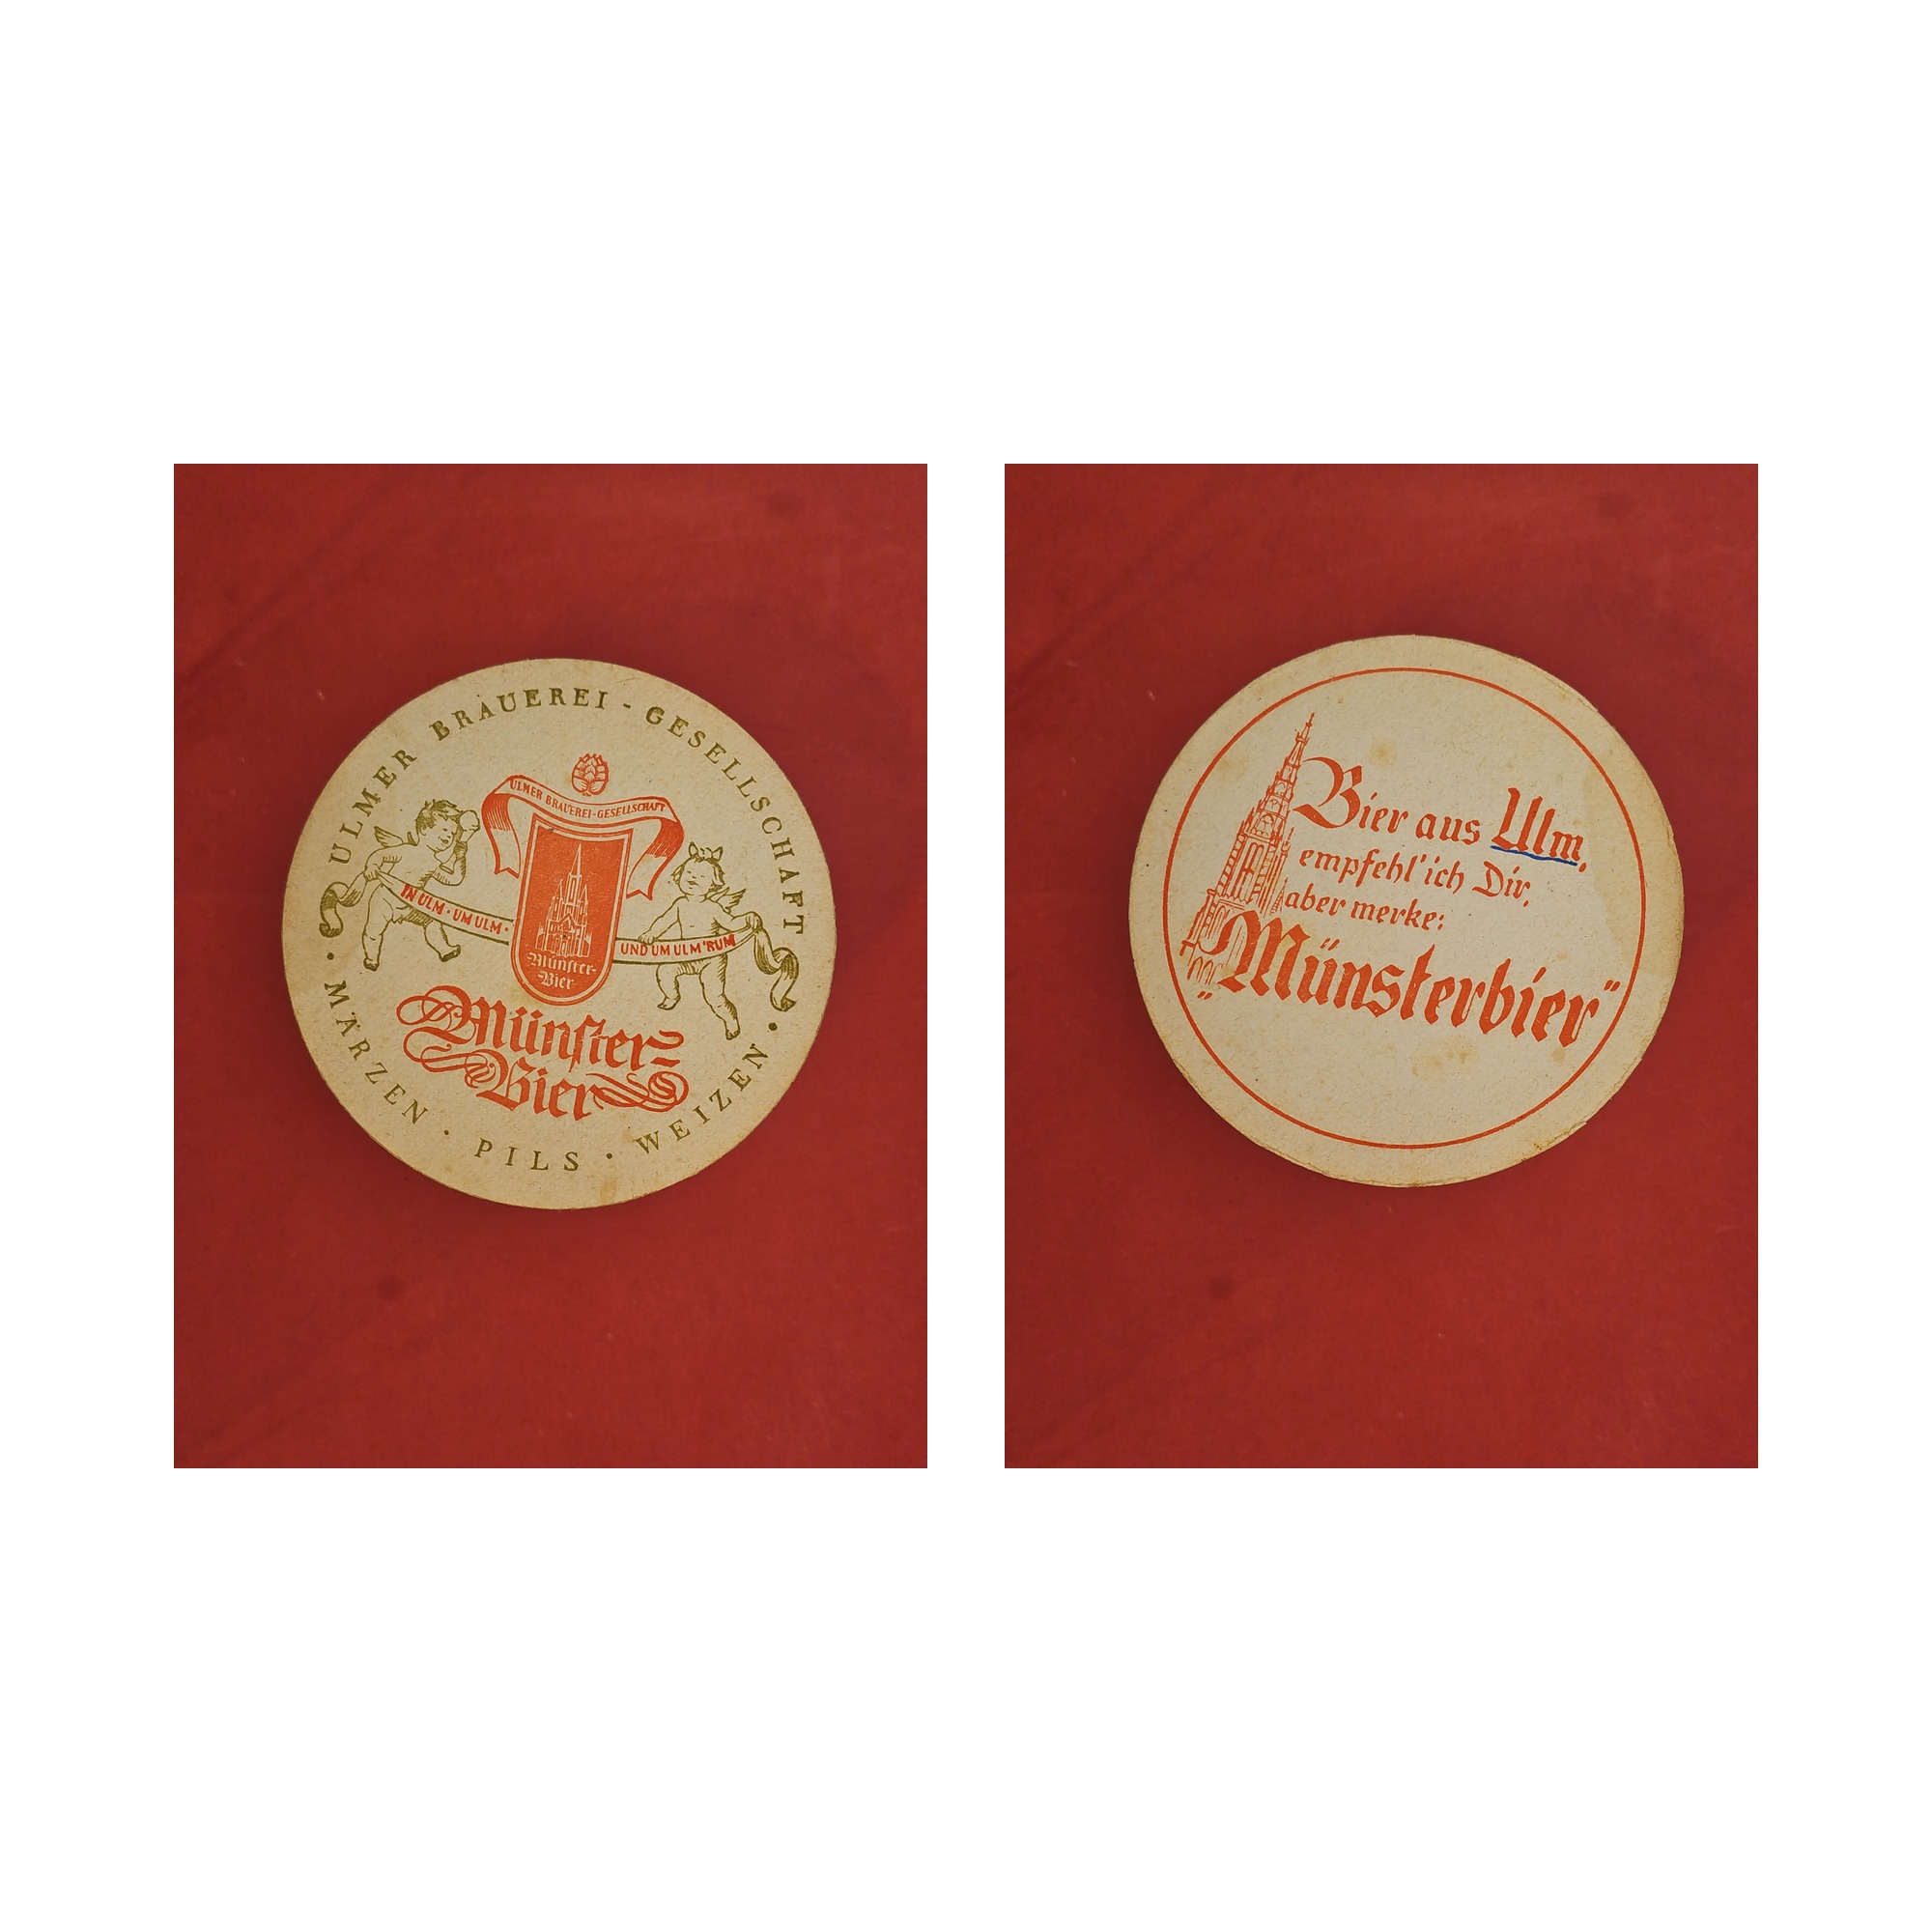 ULMER BRAUEREI - GESELLSCHAFT
ULMER BRAUEREI-GESELLSCHAFT
IN ULM · UM ULM ·
UND UM ULM 'RUM
Münster-
Bier
Münster-
Bier
· MÄRZEN · PILS · WEIZEN ·
Bier aus Ulm,
empfehl' ich Dir,
aber merke:
„Münsterbier"